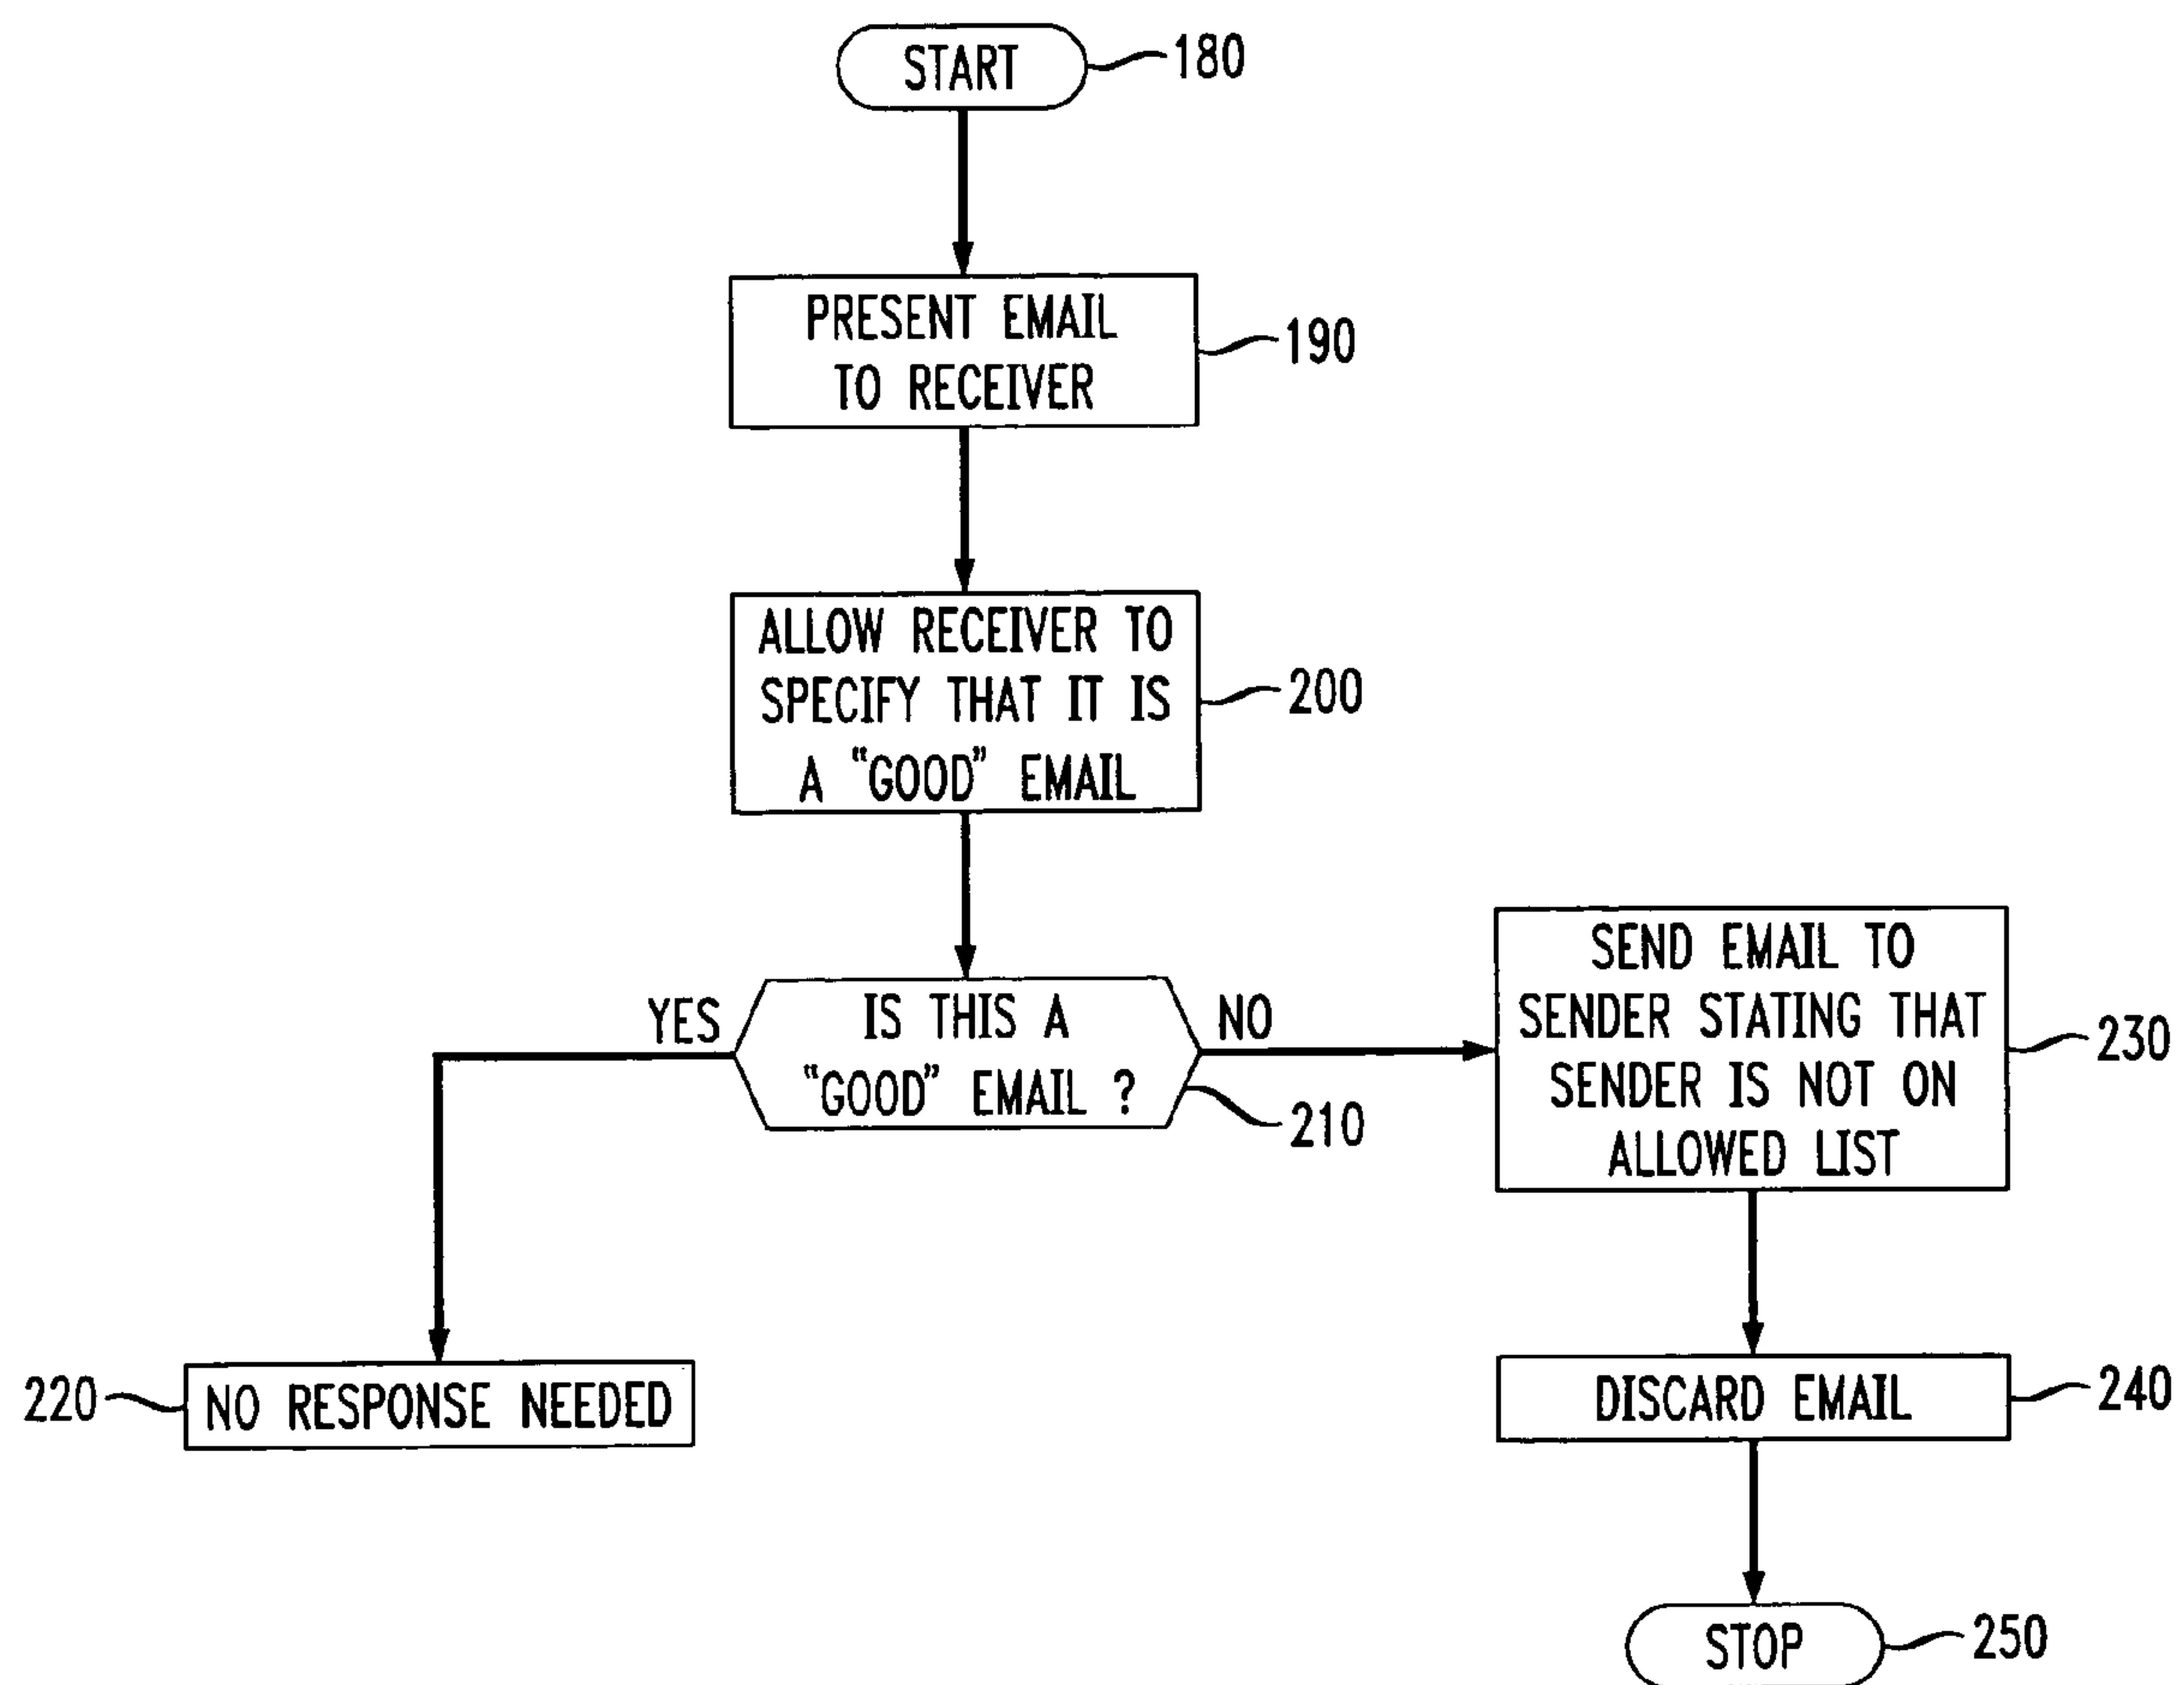 START
180
PRESENT EMAIL
TO RECEIVER
190
ALLOW RECEIVER TO
SPECIFY THAT IT IS
A "GOOD" EMAIL
200
YES
IS THIS A
"GOOD" EMAIL ?
NO
210
SEND EMAIL TO
SENDER STATING THAT
SENDER IS NOT ON
ALLOWED LIST
230
220
NO RESPONSE NEEDED
DISCARD EMAIL
240
STOP
250